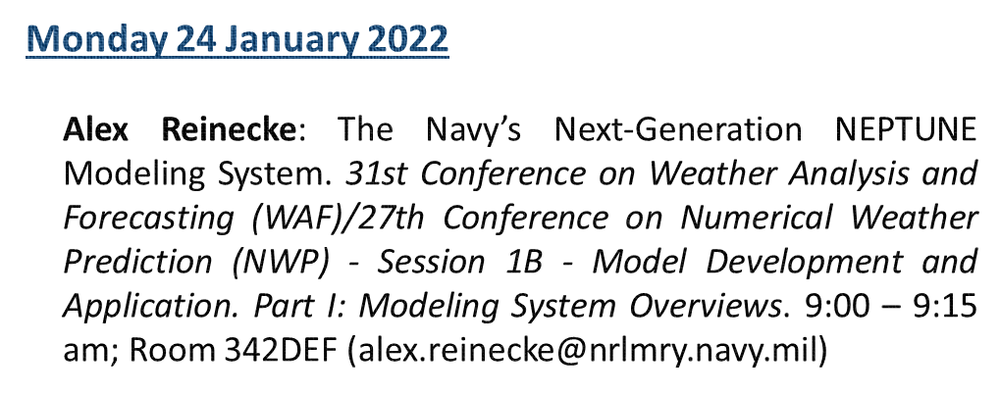 Monday 24 January 2022
Alex Reinecke: The Navy’s Next-Generation NEPTUNE
Modeling System. 31st Conference on Weather Analysis and
Forecasting (WAF)/27th Conference on Numerical Weather
Prediction (NWP) - Session 1B - Model Development and
Application. Part I: Modeling System Overviews. 9:00 – 9:15
am; Room 342DEF (alex.reinecke@nrlmry.navy.mil)